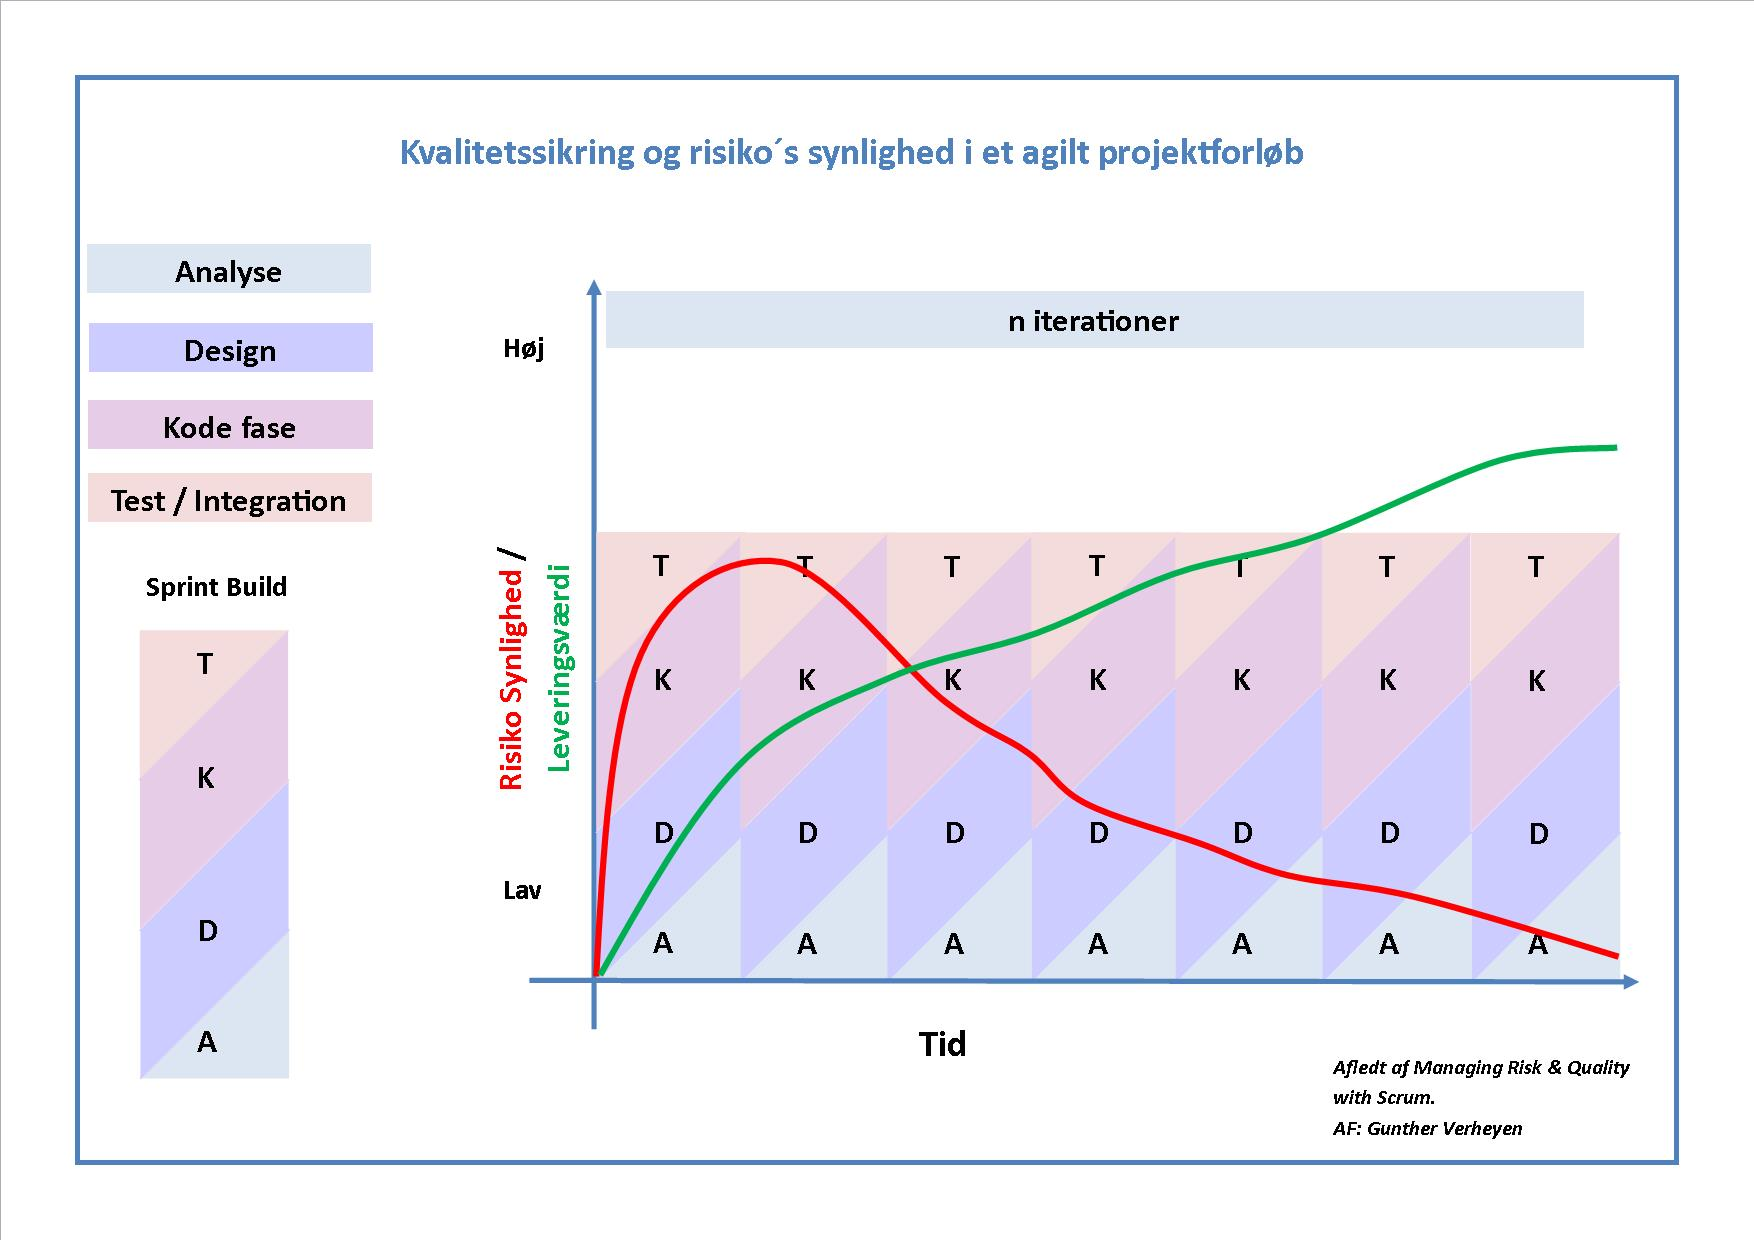 Kvalitetssikring og risiko´s synlighed i et agilt projektforløb
Analyse
Design
Kode fase
Test / Integration
Sprint Build
T
K
D
A
n iterationer
Høj
Lav
Risiko Synlighed /
Leveringsværdi
T T T T T T T
K K K K K K K
D D D D D D D
A A A A A A A
Tid
Afledt af Managing Risk & Quality
with Scrum.
AF: Gunther Verheyen